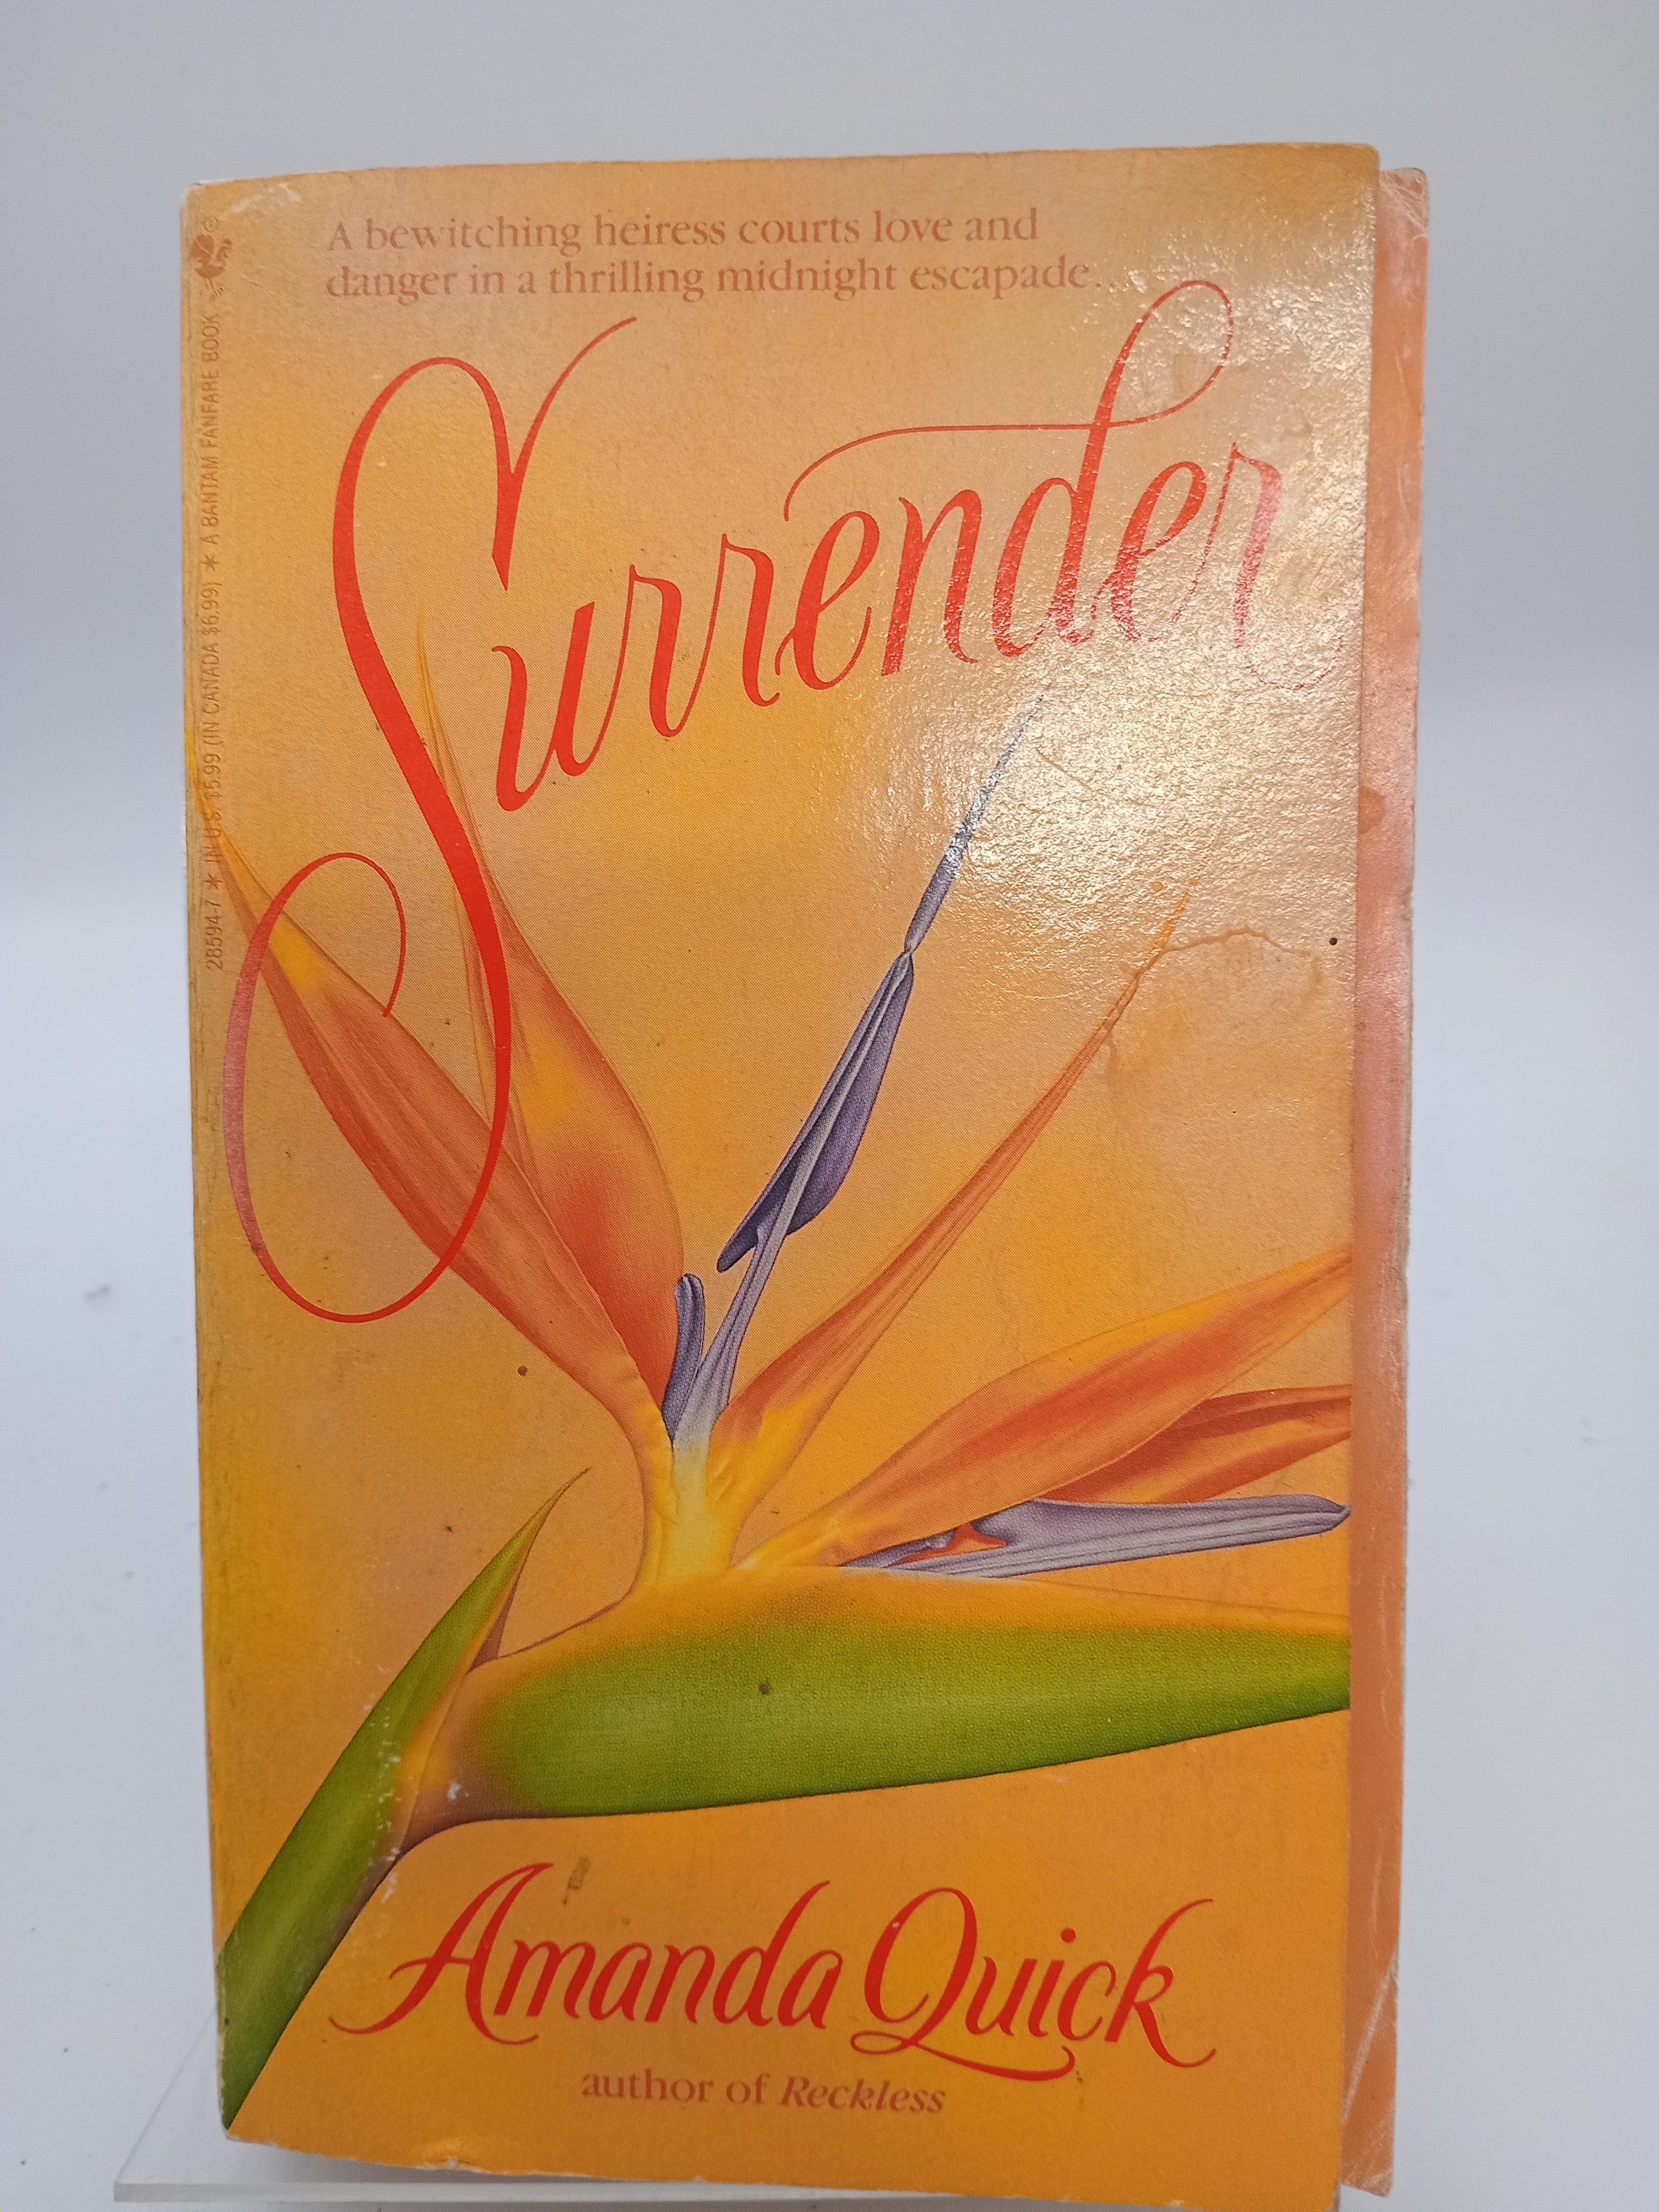 A bewitching heiress courts love and
danger in a thrilling midnight escapade...
Surrender
28594-7 * IN U.S. $5.99 (IN CANADA $6.99) * A BANTAM FANFARE BOOK
Amanda Quick
author of Reckless